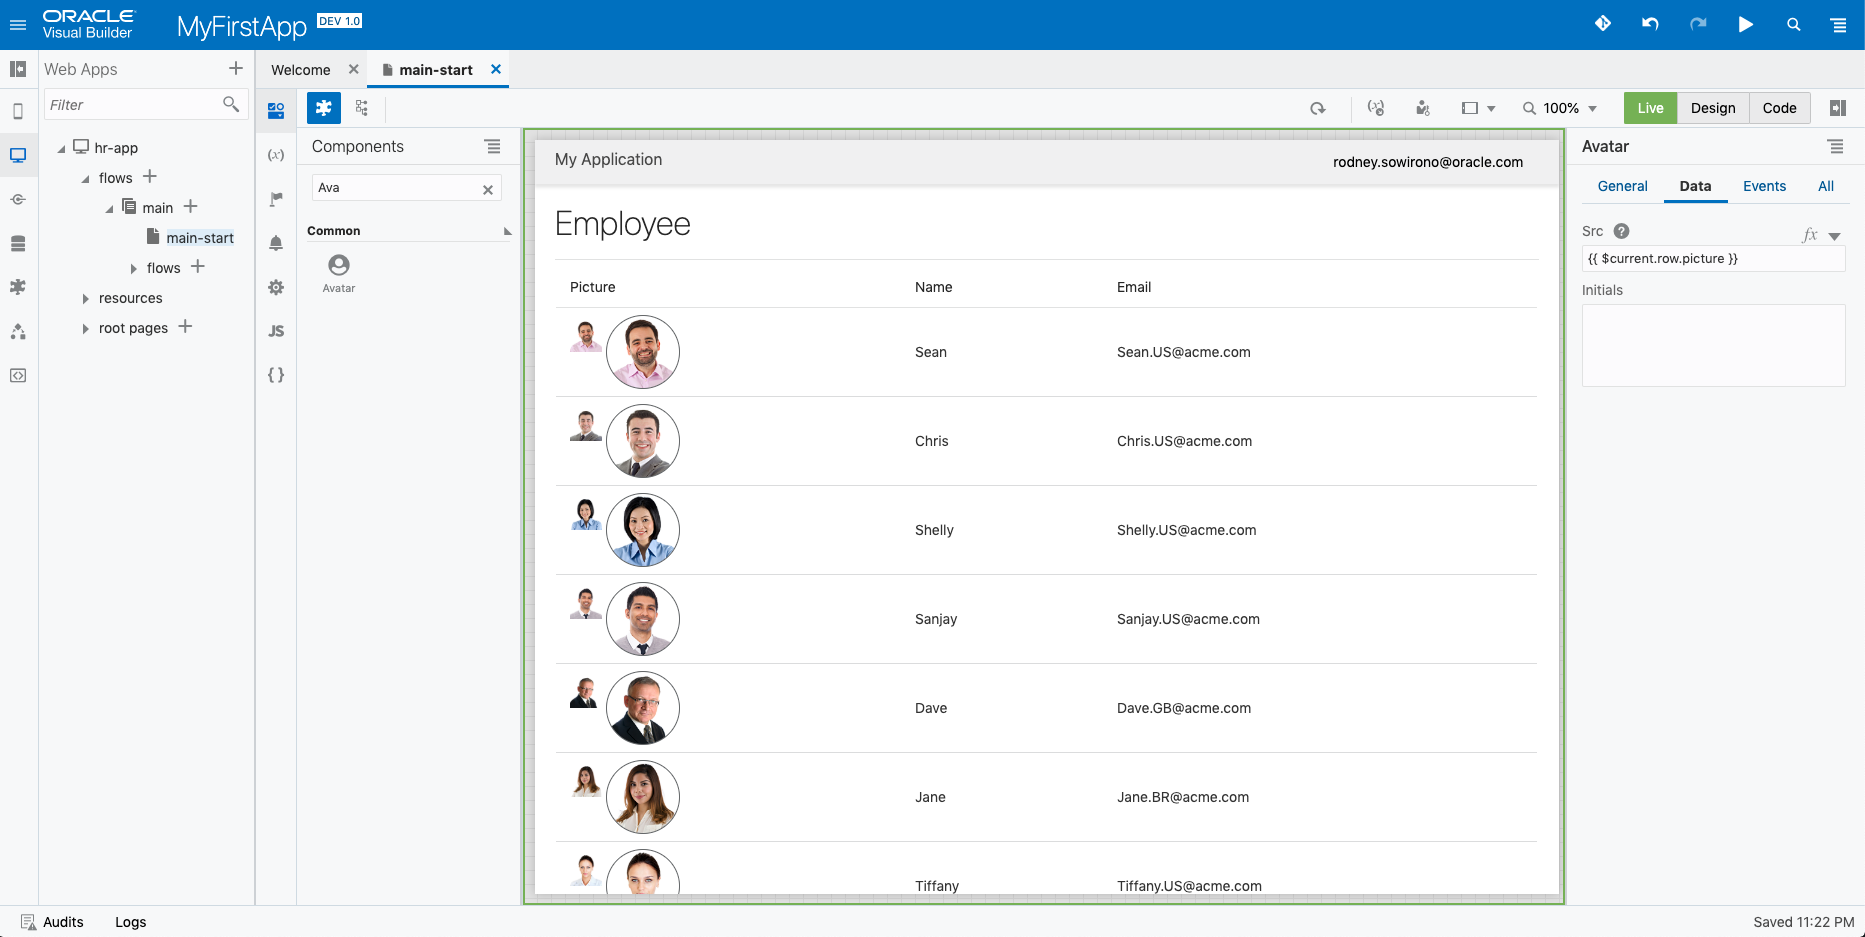 ORACLE
Visual Builder
MyFirstApp DEV 1.0
Web Apps
Filter
hr-app
flows
main
main-start
flows
resources
root pages
Welcome
main-start
(x)
JS
{ }
100%
Live
Design
Code
Components
Ava
Common
Avatar
My Application
rodney.sowirono@oracle.com
Employee
Picture Name Email
Sean Sean.US@acme.com
Chris Chris.US@acme.com
Shelly Shelly.US@acme.com
Sanjay Sanjay.US@acme.com
Dave Dave.GB@acme.com
Jane Jane.BR@acme.com
Tiffany Tiffany.US@acme.com
Avatar
General Data Events All
Src ? fx
{{ $current.row.picture }}
Initials
Audits Logs
Saved 11:22 PM